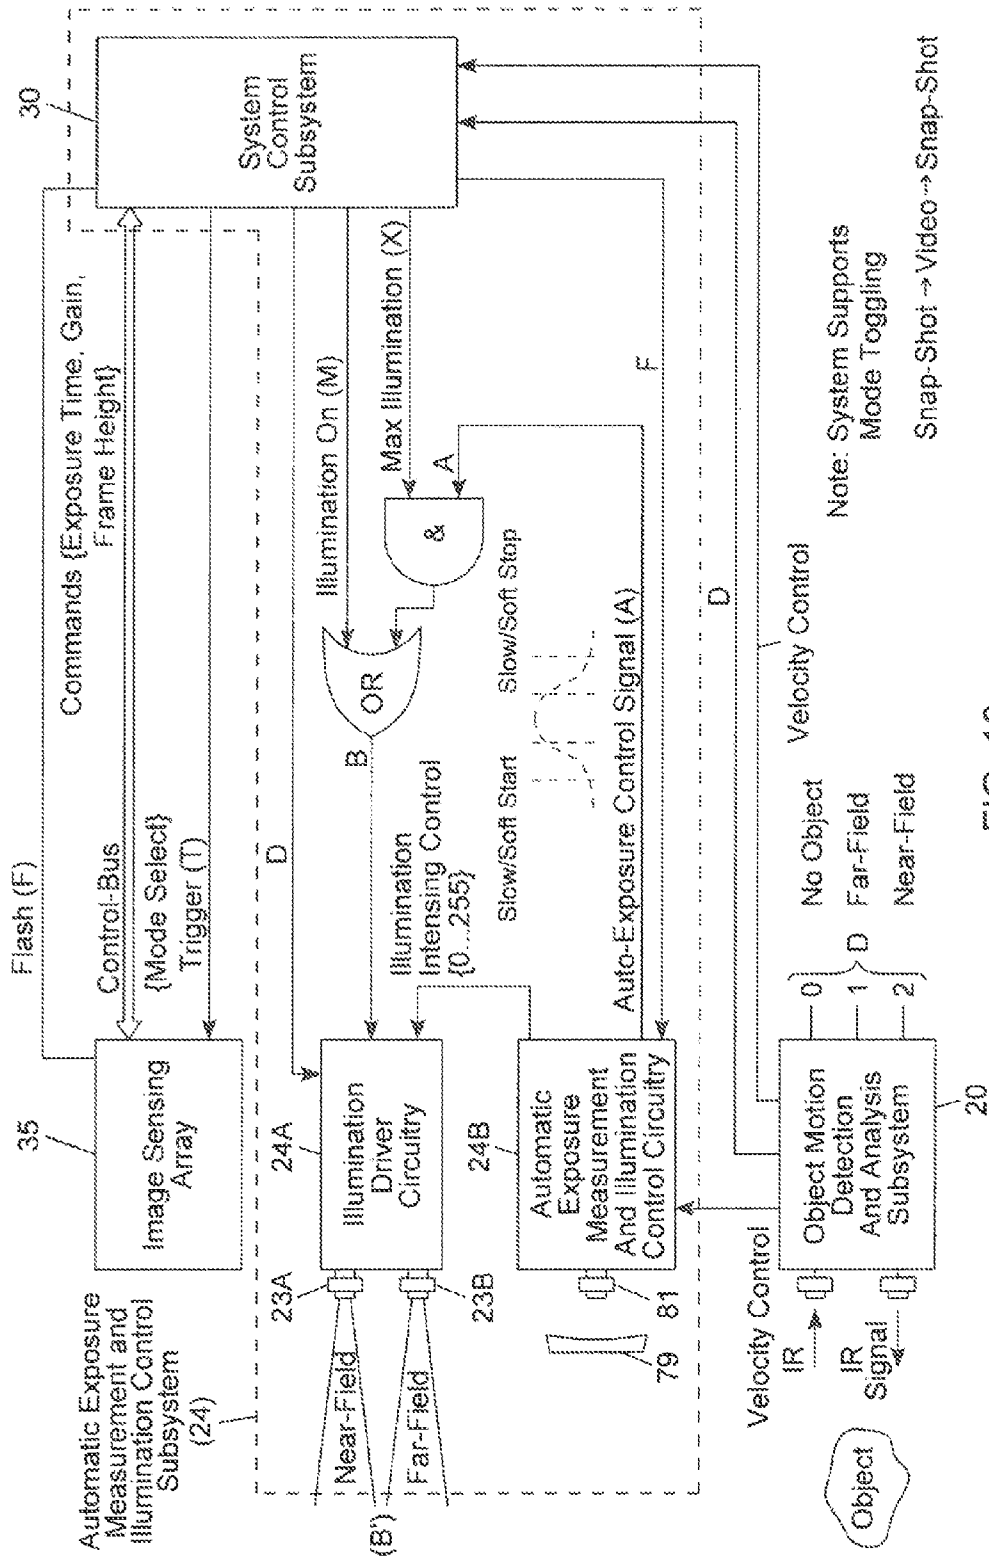 Automatic Exposure
Measurement and
Illumination Control
Subsystem
(24)
35
Image Sensing
Array
Flash (F)
Control-Bus
{Mode Select}
Trigger (T)
Commands {Exposure Time, Gain,
Frame Height}
30
System
Control
Subsystem
D
23A
24A
Illumination
Driver
Circuitry
23B
Near-Field
Far-Field
(B')
B
OR
Illumination On (M)
Max Illumination (X)
A
&
Illumination
Intensing Control
{0...255}
24B
Automatic
Exposure
Measurement
And Illumination
Control Circuitry
81
79
Slow/Soft Start
Slow/Soft Stop
Auto-Exposure Control Signal (A)
F
D
Velocity Control
Velocity Control
IR
IR
Signal
Object
Object Motion
Detection
And Analysis
Subsystem
20
0
1
2
D
No Object
Far-Field
Near-Field
Note: System Supports
Mode Toggling
Snap-Shot → Video → Snap-Shot